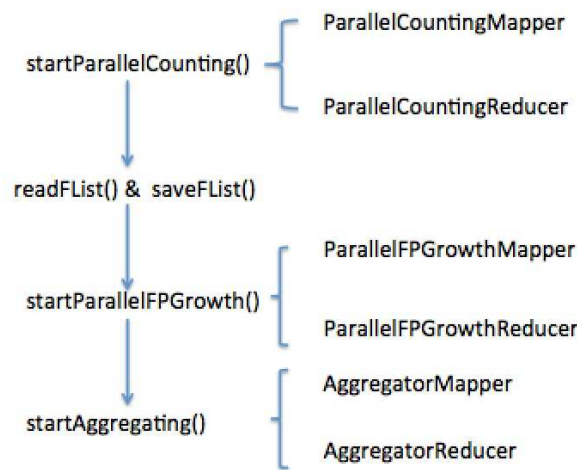 ParallelCountingMapper
startParallelCounting()
ParallelCountingReducer
readFList() & saveFList()
ParallelFPGrowthMapper
startParallelFPGrowth()
ParallelFPGrowthReducer
AggregatorMapper
startAggregating()
AggregatorReducer